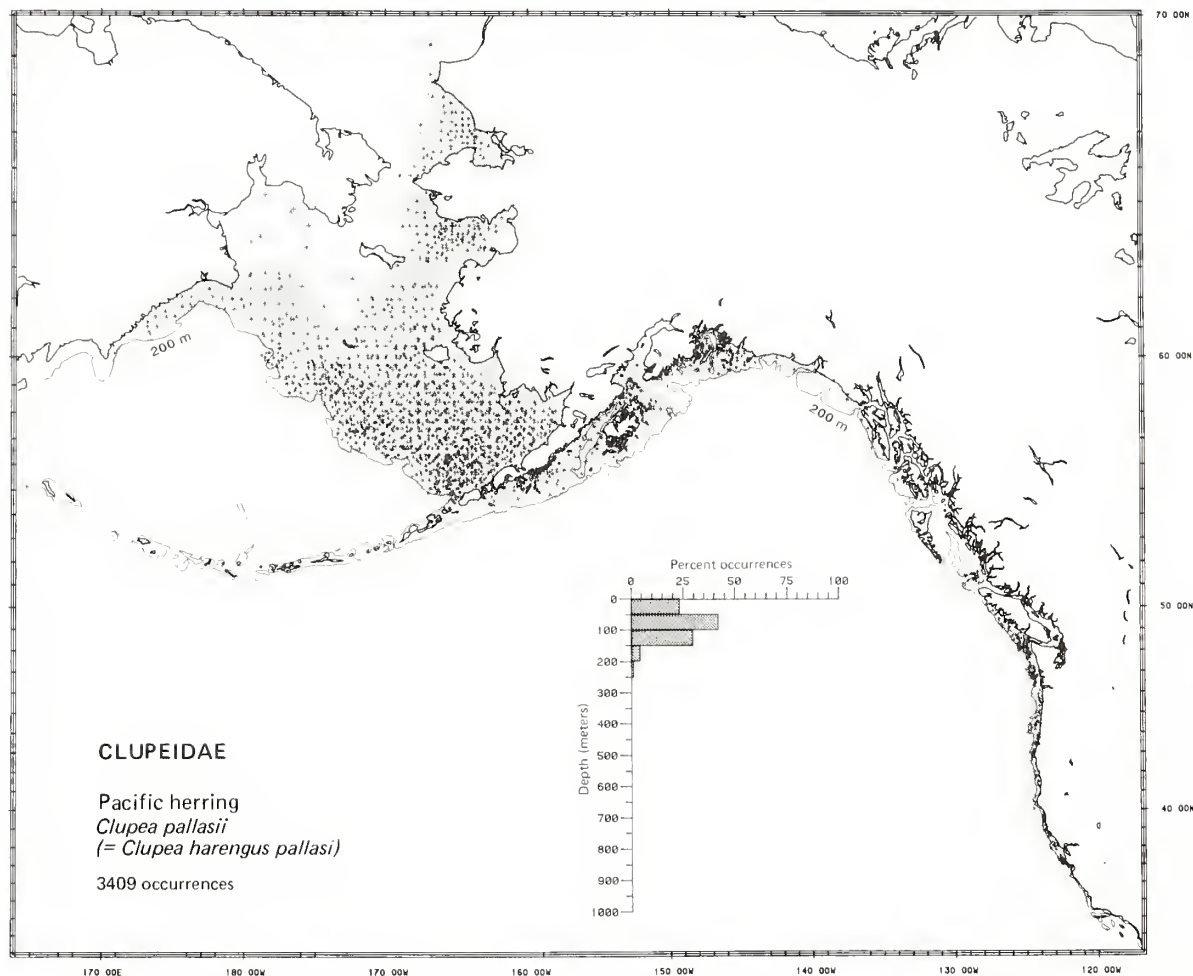 70 00N
200 m
60 00N
200 m
Percent occurrences
0 25 50 75 100
0
100
200
300
400
500
600
700
800
900
1000
Depth (meters)
50 00N
40 00N
CLUPEIDAE
Pacific herring
Clupea pallasii
(= Clupea harengus pallasi)
3409 occurrences
170 00E 180 00W 170 00W 160 00W 150 00W 140 00W 130 00W 120 00W